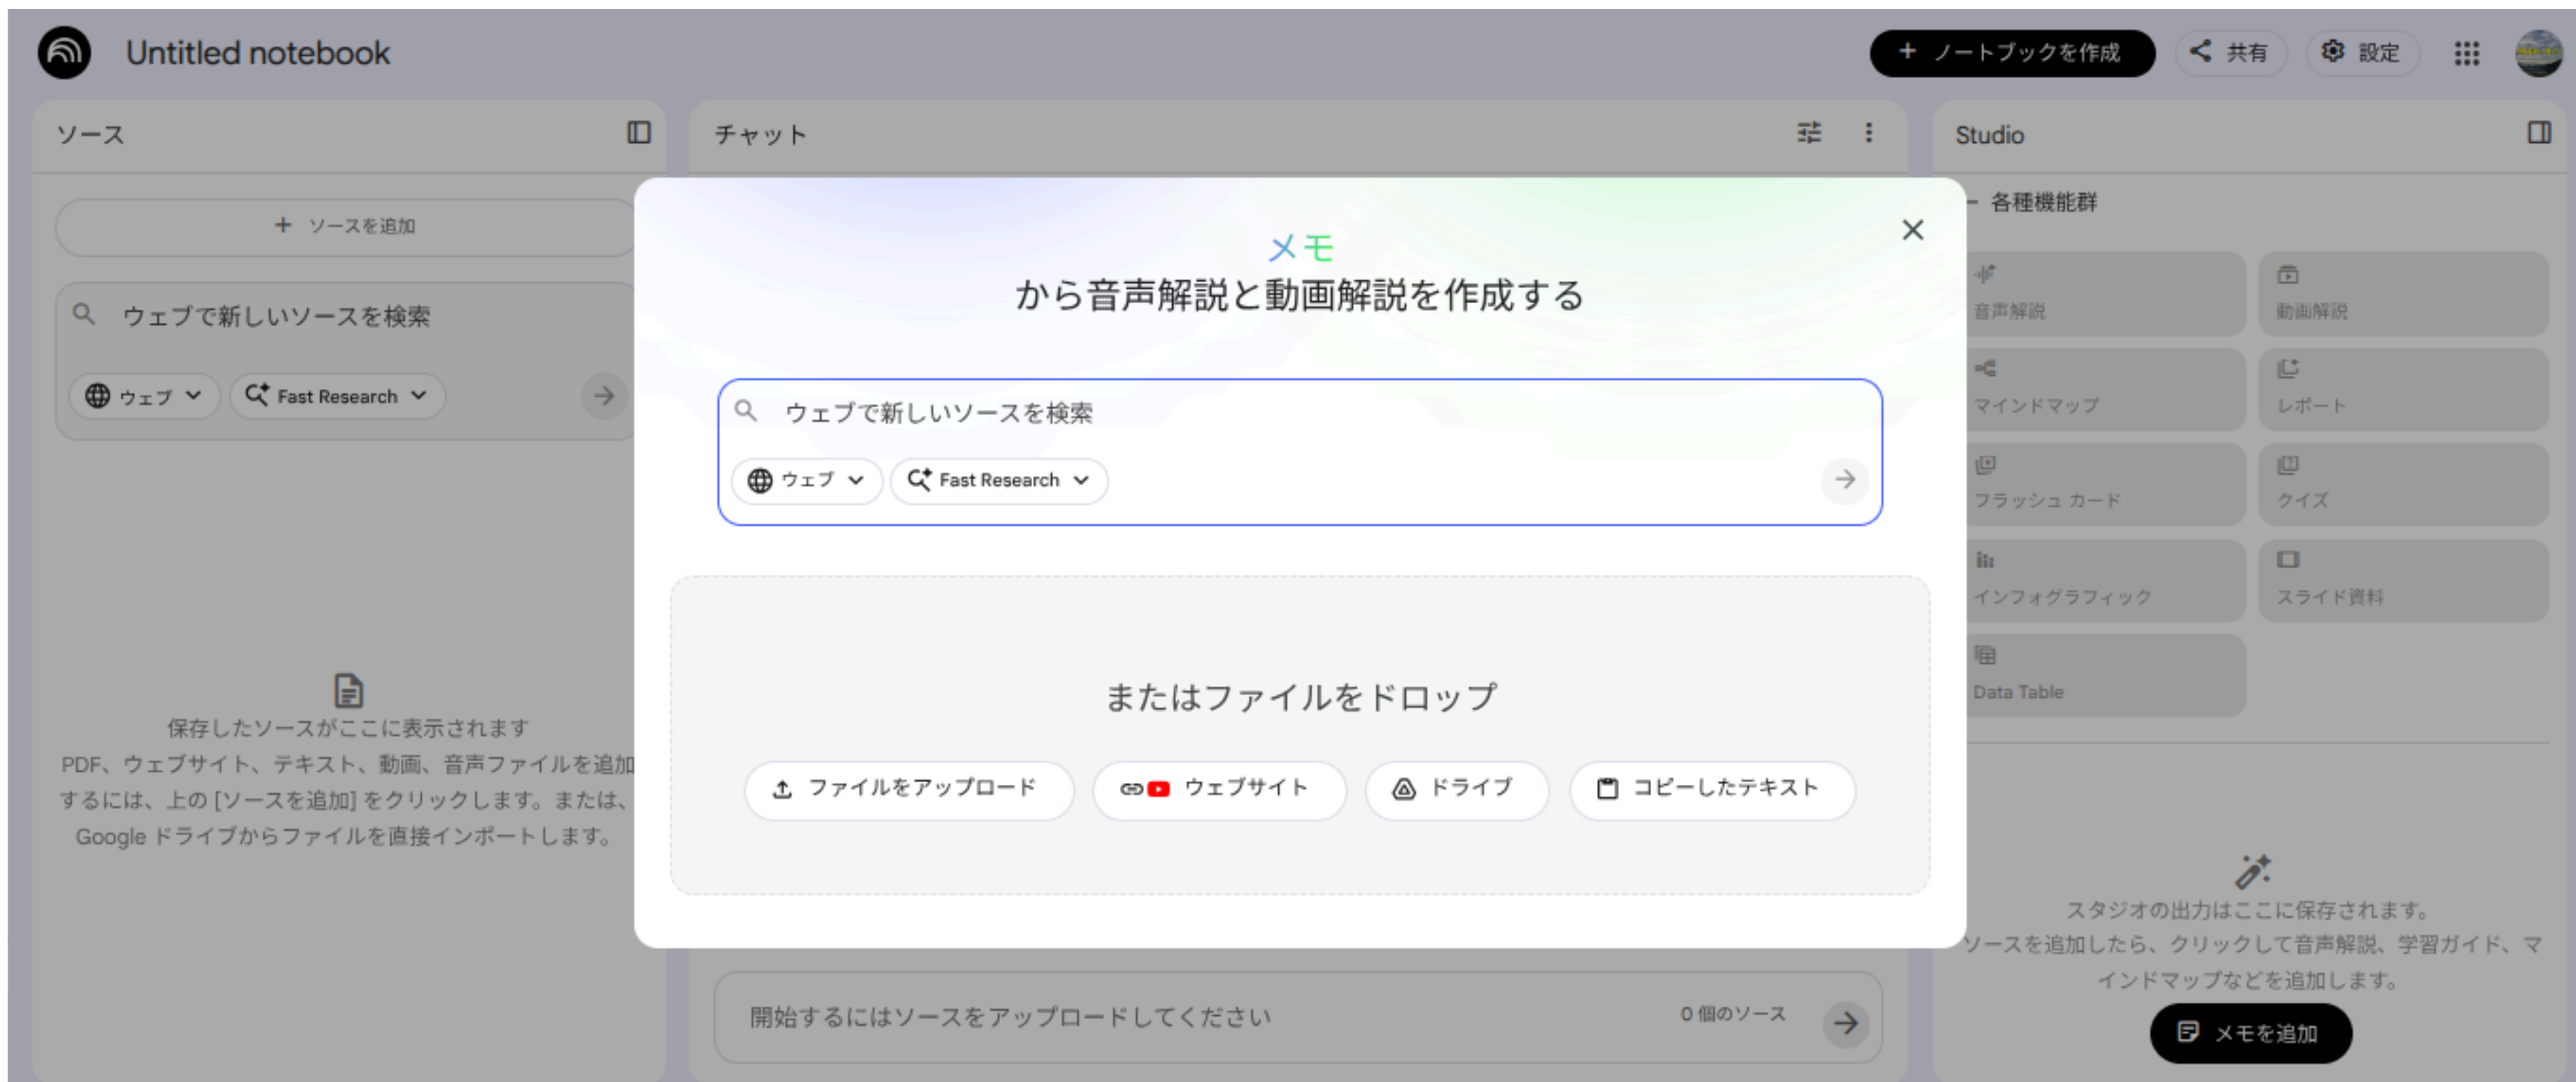 Untitled notebook
+ ノートブックを作成
共有
設定
ソース
+ ソースを追加
ウェブで新しいソースを検索
ウェブ
Fast Research
保存したソースがここに表示されます
PDF、ウェブサイト、テキスト、動画、音声ファイルを追加
するには、上の [ソースを追加] をクリックします。または、
Google ドライブからファイルを直接インポートします。
チャット
メモ
から音声解説と動画解説を作成する
ウェブで新しいソースを検索
ウェブ
Fast Research
またはファイルをドロップ
ファイルをアップロード
ウェブサイト
ドライブ
コピーしたテキスト
開始するにはソースをアップロードしてください
0 個のソース
Studio
各種機能群
音声解説
動画解説
マインドマップ
レポート
フラッシュ カード
クイズ
インフォグラフィック
スライド資料
Data Table
スタジオの出力はここに保存されます。
ソースを追加したら、クリックして音声解説、学習ガイド、マ
インドマップなどを追加します。
メモを追加